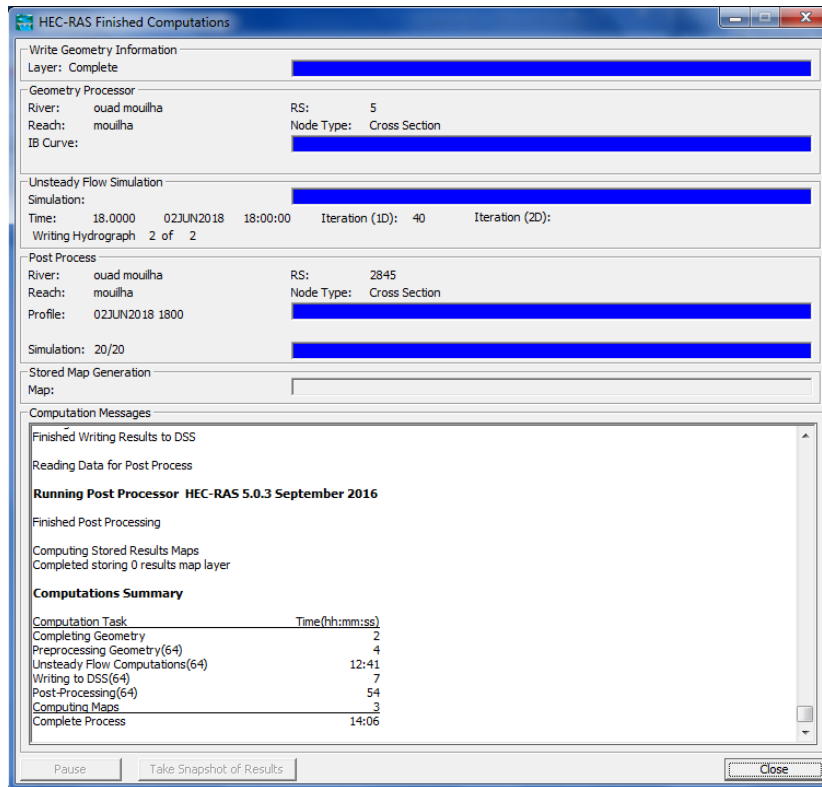 HEC-RAS Finished Computations
Write Geometry Information
Layer: Complete
Geometry Processor
River: ouad mouilha RS: 5
Reach: mouilha Node Type: Cross Section
IB Curve:
Unsteady Flow Simulation
Simulation:
Time: 18.0000 02JUN2018 18:00:00 Iteration (1D): 40 Iteration (2D):
Writing Hydrograph 2 of 2
Post Process
River: ouad mouilha RS: 2845
Reach: mouilha Node Type: Cross Section
Profile: 02JUN2018 1800
Simulation: 20/20
Stored Map Generation
Map:
Computation Messages
Finished Writing Results to DSS
Reading Data for Post Process
Running Post Processor HEC-RAS 5.0.3 September 2016
Finished Post Processing
Computing Stored Results Maps
Completed storing 0 results map layer
Computations Summary
Computation Task Time(hh:mm:ss)
Completing Geometry 2
Preprocessing Geometry(64) 4
Unsteady Flow Computations(64) 12:41
Writing to DSS(64) 7
Post-Processing(64) 54
Computing Maps 3
Complete Process 14:06
Pause Take Snapshot of Results Close